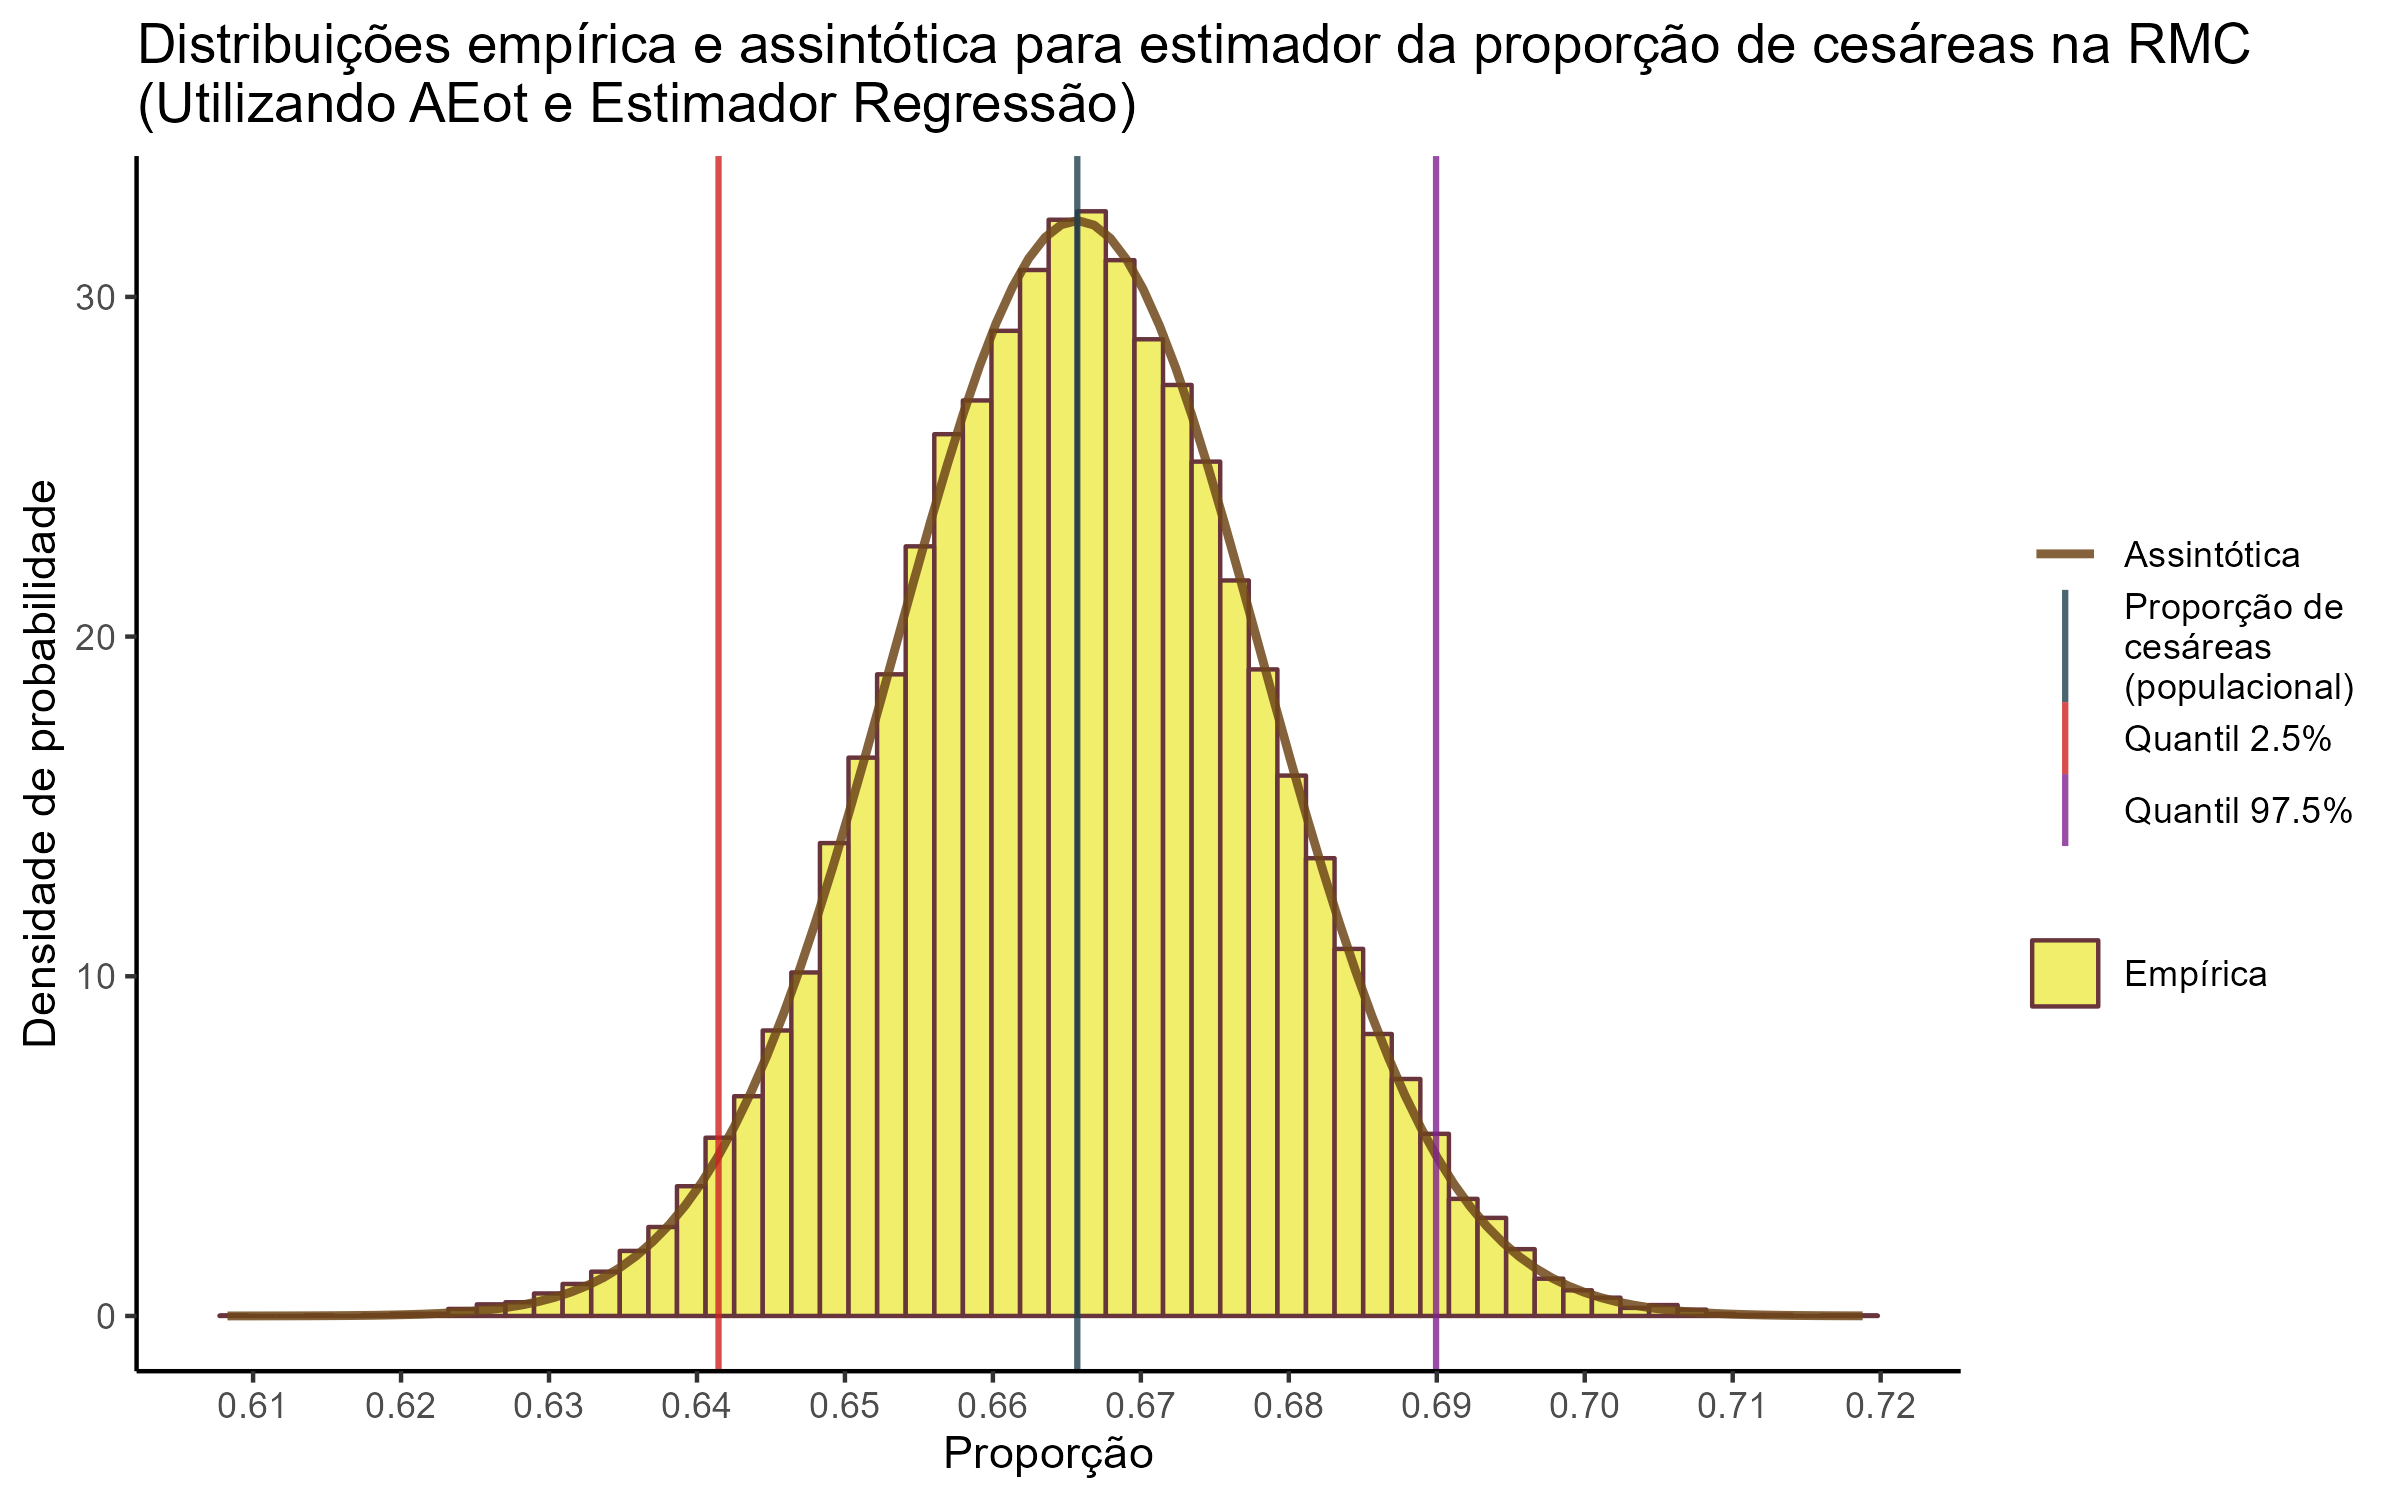 Distribuições empírica e assintótica para estimador da proporção de cesáreas na RMC
(Utilizando AEot e Estimador Regressão)
Densidade de probabilidade
30
20
10
0
0.61
0.62
0.63
0.64
0.65
0.66
0.67
0.68
0.69
0.70
0.71
0.72
Proporção
Assintótica
Proporção de
cesáreas
(populacional)
Quantil 2.5%
Quantil 97.5%
Empírica